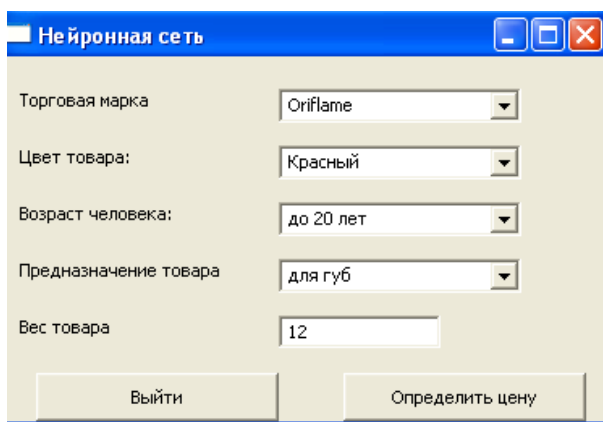 Нейронная сеть
Торговая марка Oriflame
Цвет товара: Красный
Возраст человека: до 20 лет
Предназначение товара для губ
Вес товара 12
Выйти Определить цену